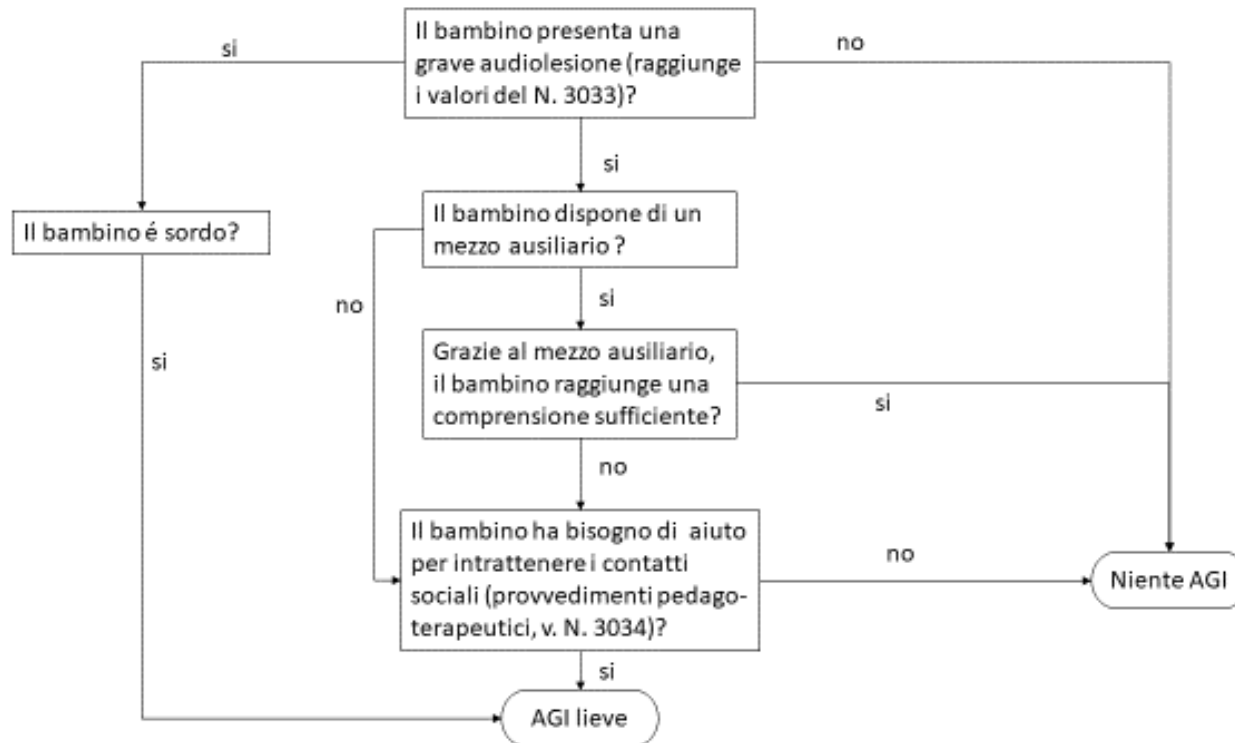 Il bambino presenta una
grave audiolesione (raggiunge
i valori del N. 3033)?
si
no
si
Il bambino é sordo?
Il bambino dispone di un
mezzo ausiliario ?
no
si
si
Grazie al mezzo ausiliario,
il bambino raggiunge una
comprensione sufficiente?
si
no
Il bambino ha bisogno di aiuto
per intrattenere i contatti
sociali (provvedimenti pedago-
terapeutici, v. N. 3034)?
no
Niente AGI
si
AGI lieve